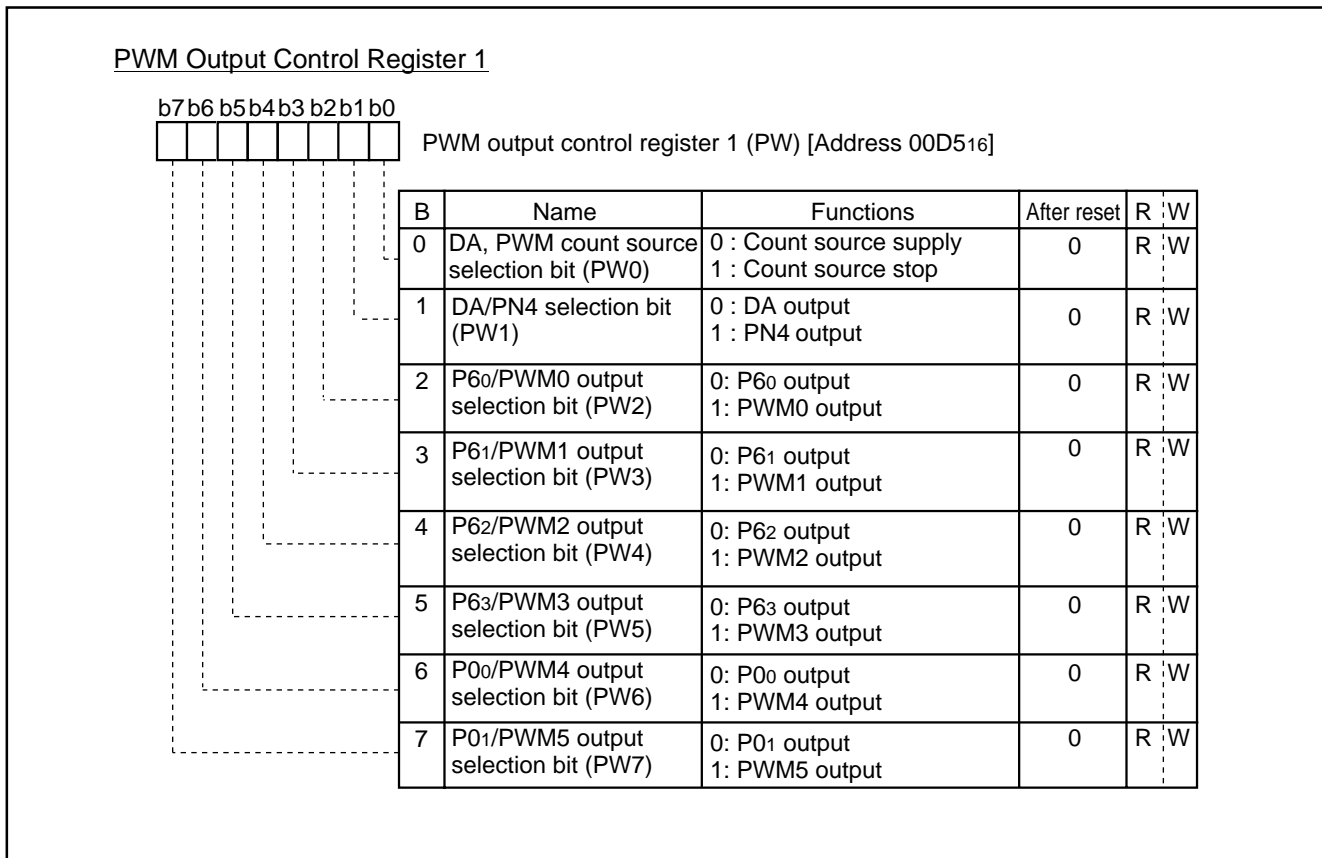 PWM Output Control Register 1
b7 b6 b5 b4 b3 b2 b1 b0
PWM output control register 1 (PW) [Address 00D516]
B Name Functions After reset R W
0 DA, PWM count source selection bit (PW0) 0 : Count source supply 1 : Count source stop 0 R W
1 DA/PN4 selection bit (PW1) 0 : DA output 1 : PN4 output 0 R W
2 P60/PWM0 output selection bit (PW2) 0: P60 output 1: PWM0 output 0 R W
3 P61/PWM1 output selection bit (PW3) 0: P61 output 1: PWM1 output 0 R W
4 P62/PWM2 output selection bit (PW4) 0: P62 output 1: PWM2 output 0 R W
5 P63/PWM3 output selection bit (PW5) 0: P63 output 1: PWM3 output 0 R W
6 P00/PWM4 output selection bit (PW6) 0: P00 output 1: PWM4 output 0 R W
7 P01/PWM5 output selection bit (PW7) 0: P01 output 1: PWM5 output 0 R W